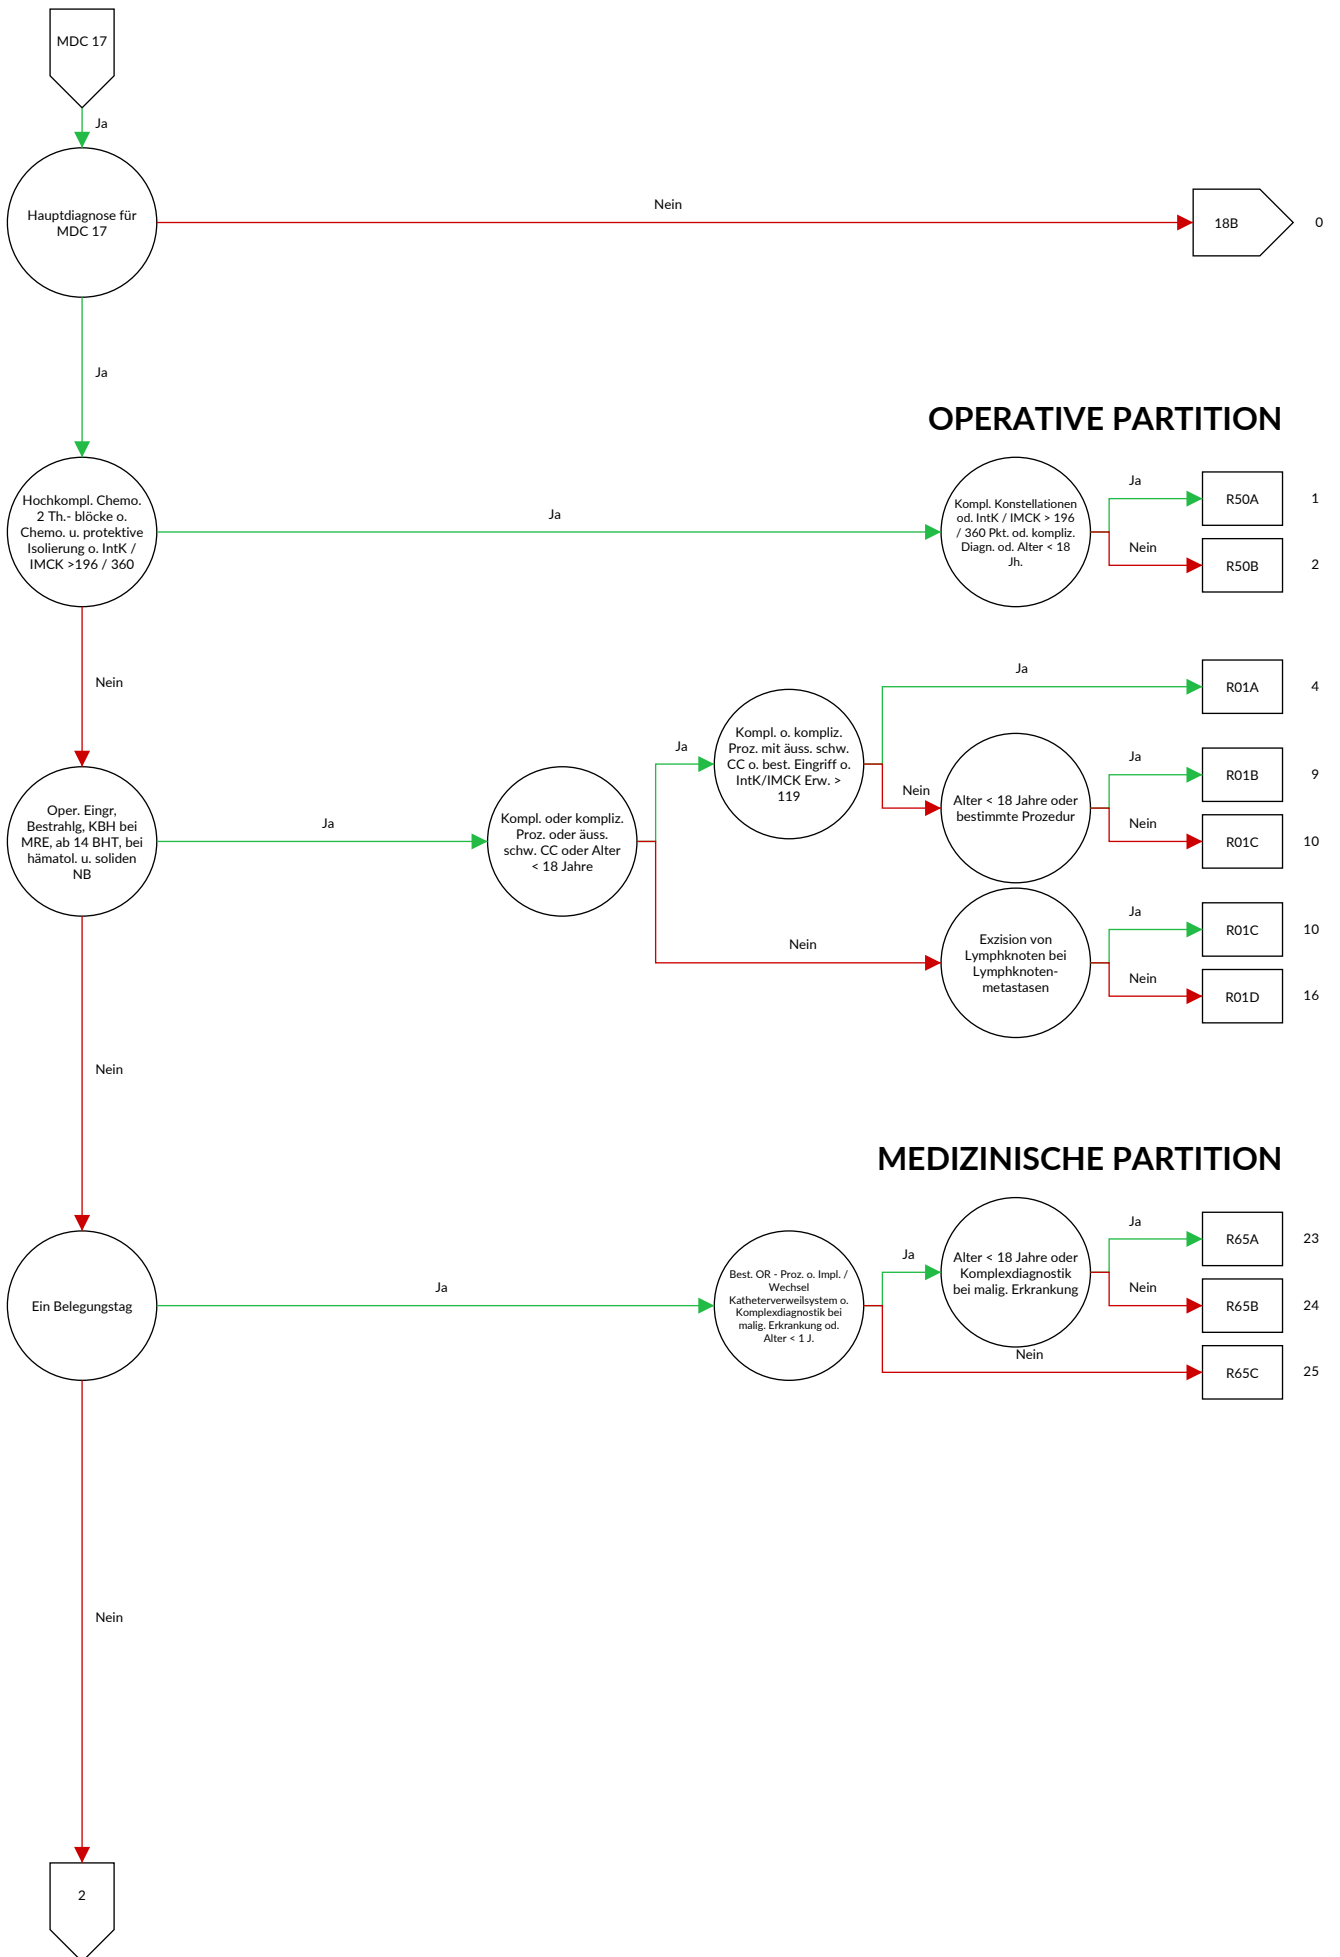 MDC 17
Ja
Hauptdiagnose für
MDC 17
Nein
18B
0
Ja
OPERATIVE PARTITION
Hochkompl. Chemo.
2 Th.- blöcke o.
Chemo. u. protektive
Isolierung o. IntK /
IMCK >196 / 360
Ja
Kompl. Konstellationen
od. IntK / IMCK > 196
/ 360 Pkt. od. kompliz.
Diagn. od. Alter < 18
Jh.
Ja
R50A
1
Nein
R50B
2
Nein
Oper. Eingr,
Bestrahlg, KBH bei
MRE, ab 14 BHT, bei
hämatol. u. soliden
NB
Ja
Kompl. oder kompliz.
Proz. oder äuss.
schw. CC oder Alter
< 18 Jahre
Ja
Kompl. o. kompliz.
Proz. mit äuss. schw.
CC o. best. Eingriff o.
IntK/IMCK Erw. >
119
Ja
R01A
4
Nein
Alter < 18 Jahre oder
bestimmte Prozedur
Ja
R01B
9
Nein
R01C
10
Nein
Exzision von
Lymphknoten bei
Lymphknoten-
metastasen
Ja
R01C
10
Nein
R01D
16
Nein
MEDIZINISCHE PARTITION
Ein Belegungstag
Ja
Best. OR - Proz. o. Impl. /
Wechsel
Katheterverweilsystem o.
Komplexdiagnostik bei
malig. Erkrankung od.
Alter < 1 J.
Ja
Alter < 18 Jahre oder
Komplexdiagnostik
bei malig. Erkrankung
Ja
R65A
23
Nein
R65B
24
Nein
R65C
25
Nein
2